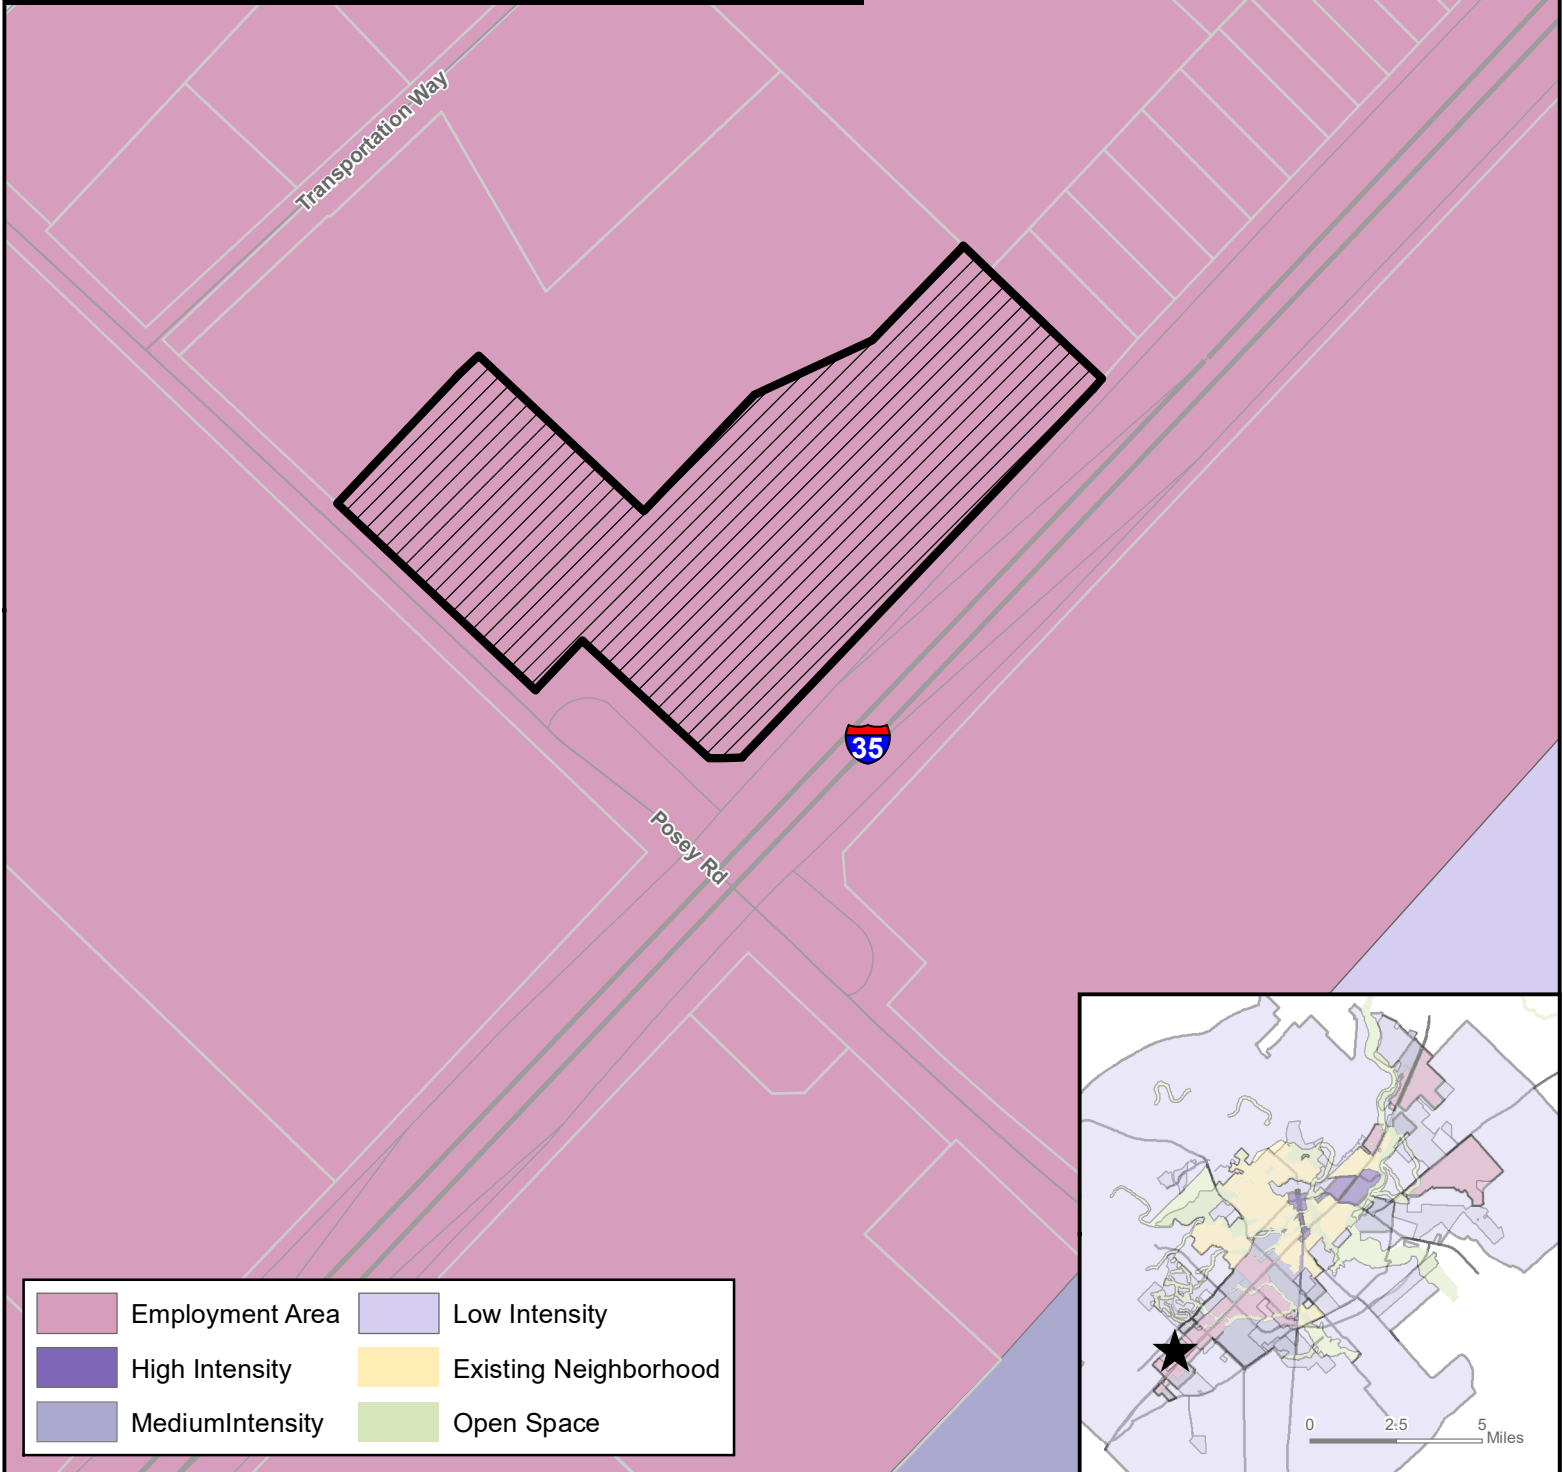 Transportation Way
35
Posey Rd
Employment Area
Low Intensity
High Intensity
Existing Neighborhood
MediumIntensity
Open Space
0 2.5 5
Miles